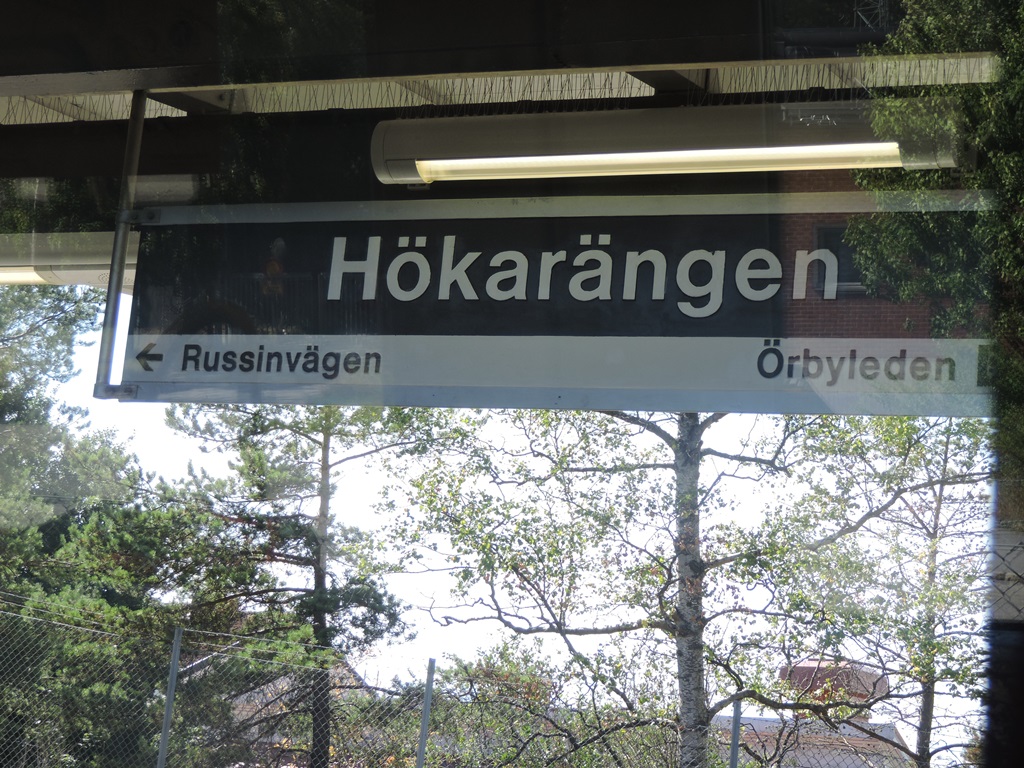 Hökarängen
← Russinvägen Örbyleden